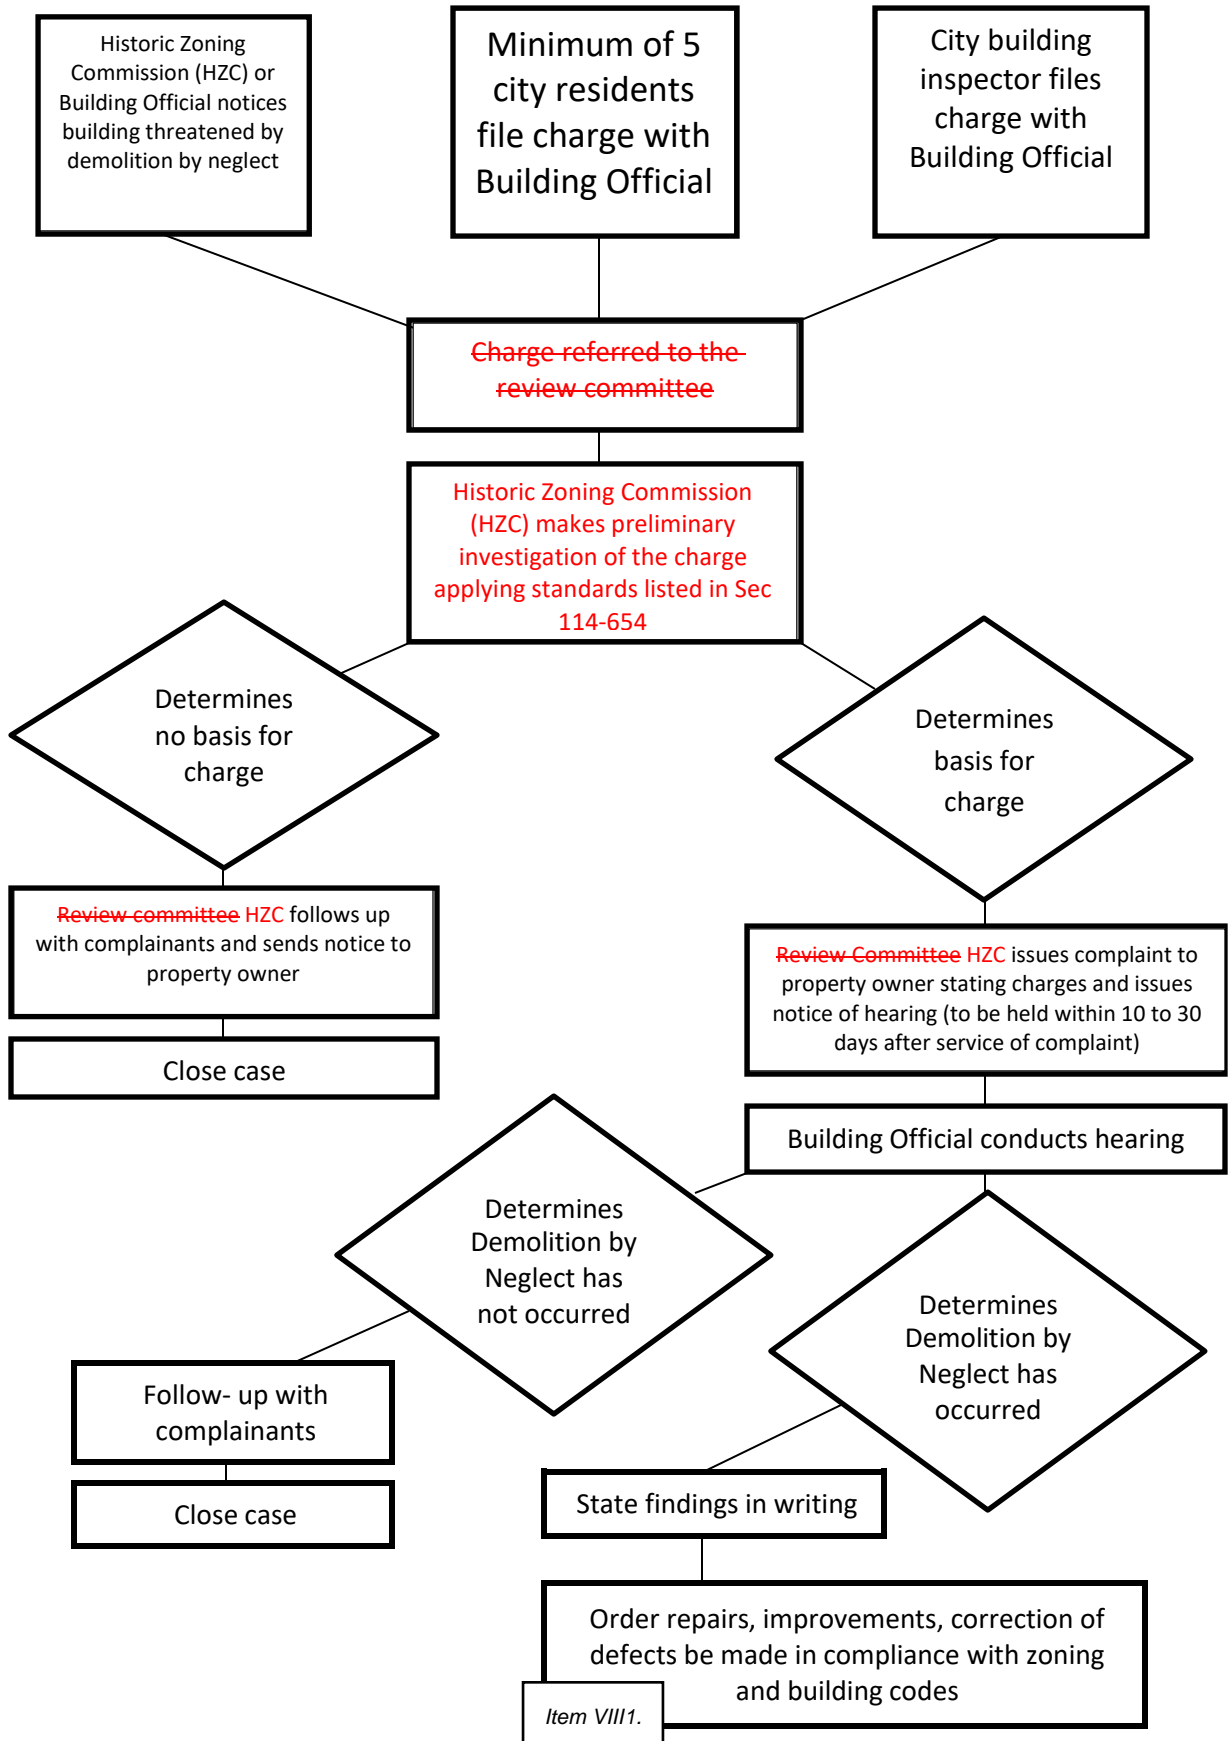 Historic Zoning
Commission (HZC) or
Building Official notices
building threatened by
demolition by neglect
Minimum of 5
city residents
file charge with
Building Official
City building
inspector files
charge with
Building Official
Charge referred to the
review committee
Historic Zoning Commission
(HZC) makes preliminary
investigation of the charge
applying standards listed in Sec
114-654
Determines
no basis for
charge
Determines
basis for
charge
Review committee HZC follows up
with complainants and sends notice to
property owner
Close case
Review Committee HZC issues complaint to
property owner stating charges and issues
notice of hearing (to be held within 10 to 30
days after service of complaint)
Building Official conducts hearing
Determines
Demolition by
Neglect has
not occurred
Determines
Demolition by
Neglect has
occurred
Follow- up with
complainants
Close case
State findings in writing
Order repairs, improvements, correction of
defects be made in compliance with zoning
and building codes
Item VIII1.